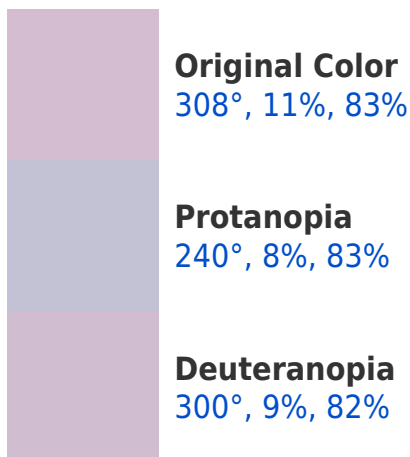 Original Color
308°, 11%, 83%
Protanopia
240°, 8%, 83%
Deuteranopia
300°, 9%, 82%